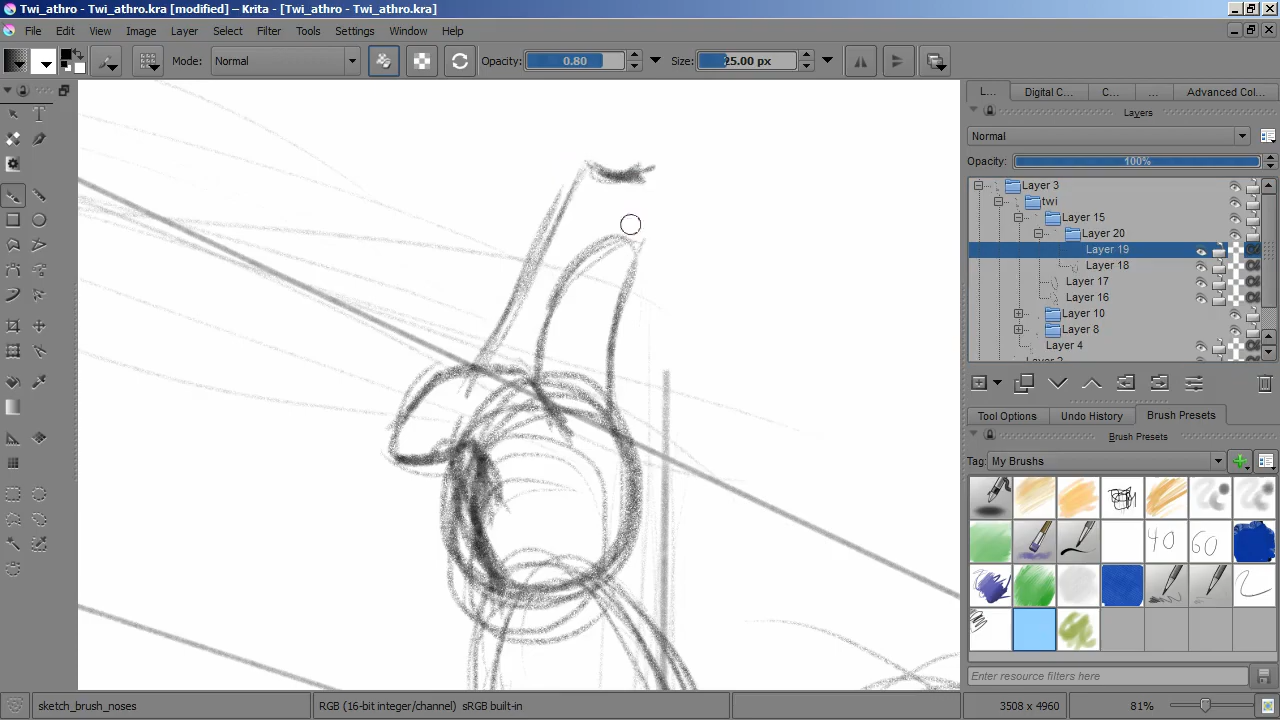 Twi_athro - Twi_athro.kra [modified] – Krita - [Twi_athro - Twi_athro.kra]
File Edit View Image Layer Select Filter Tools Settings Window Help
Mode: Normal Opacity: 0.80 Size: 25.00 px
L... Digital C... C... ... Advanced Col...
Layers
Normal
Opacity: 100%
Layer 3
twi
Layer 15
Layer 20
Layer 19
Layer 18
Layer 17
Layer 16
Layer 10
Layer 8
Layer 4
Tool Options Undo History Brush Presets
Brush Presets
Tag: My Brushes
40 60
Enter resource filters here
sketch_brush_noses RGB (16-bit integer/channel) sRGB built-in 3508 x 4960 81%